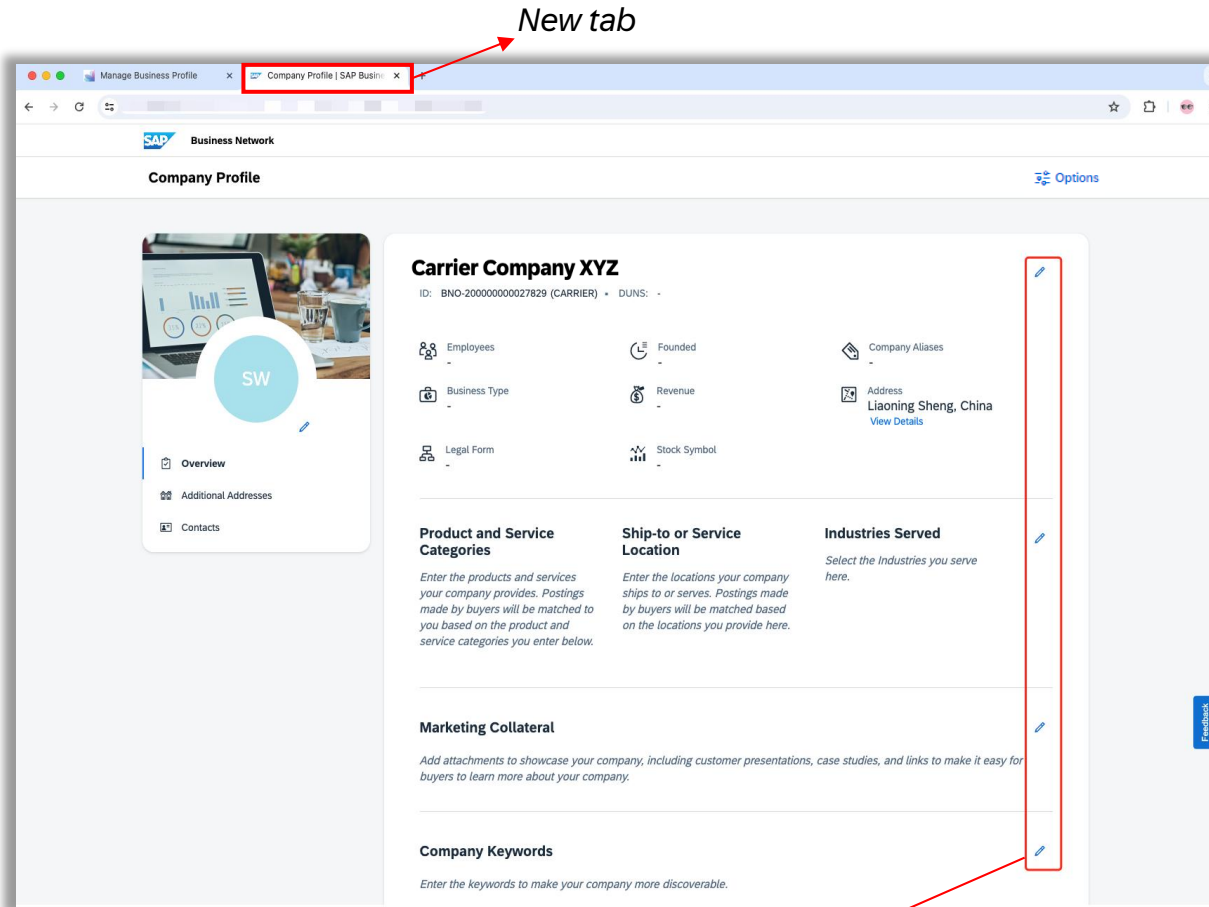 New tab
Manage Business Profile
Company Profile | SAP Busine
SAP Business Network
Company Profile
Options
SW
Overview
Additional Addresses
Contacts
Carrier Company XYZ
ID: BNO-200000000027829 (CARRIER) • DUNS: -
Employees
-
Founded
-
Company Aliases
-
Business Type
-
Revenue
-
Address
Liaoning Sheng, China
View Details
Legal Form
-
Stock Symbol
-
Product and Service
Categories
Enter the products and services
your company provides. Postings
made by buyers will be matched to
you based on the product and
service categories you enter below.
Ship-to or Service
Location
Enter the locations your company
ships to or serves. Postings made
by buyers will be matched based
on the locations you provide here.
Industries Served
Select the Industries you serve
here.
Marketing Collateral
Add attachments to showcase your company, including customer presentations, case studies, and links to make it easy for
buyers to learn more about your company.
Company Keywords
Enter the keywords to make your company more discoverable.
Feedback